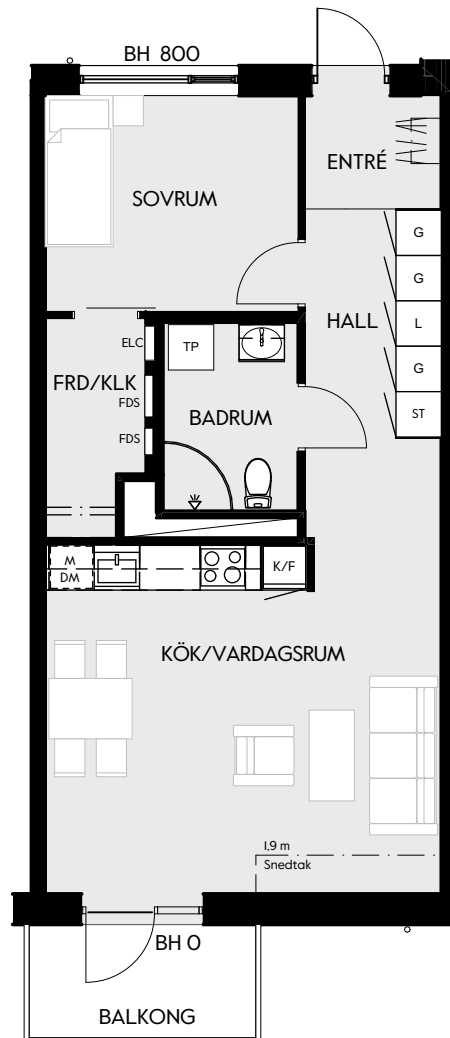 BH 800
ENTRÉ
SOVRUM
G
G
HALL
L
G
ST
ELC
TP
FRD/KLK
FDS
BADRUM
FDS
M
DM
K/F
KÖK/VARDAGSRUM
1,9 m
Snedtak
BH 0
BALKONG